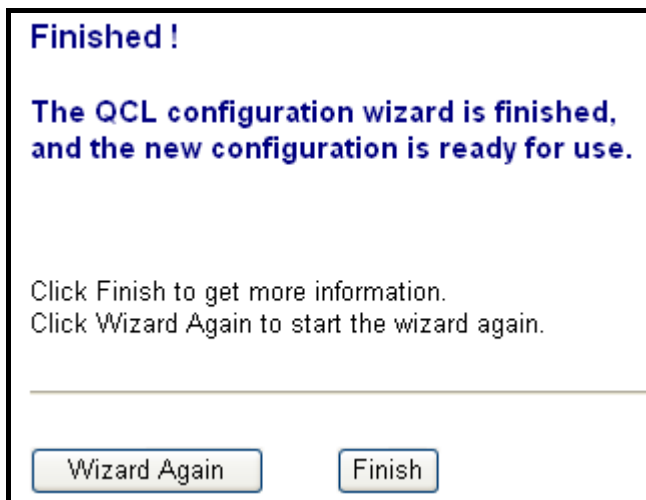 Finished !
The QCL configuration wizard is finished,
and the new configuration is ready for use.
Click Finish to get more information.
Click Wizard Again to start the wizard again.
Wizard Again
Finish